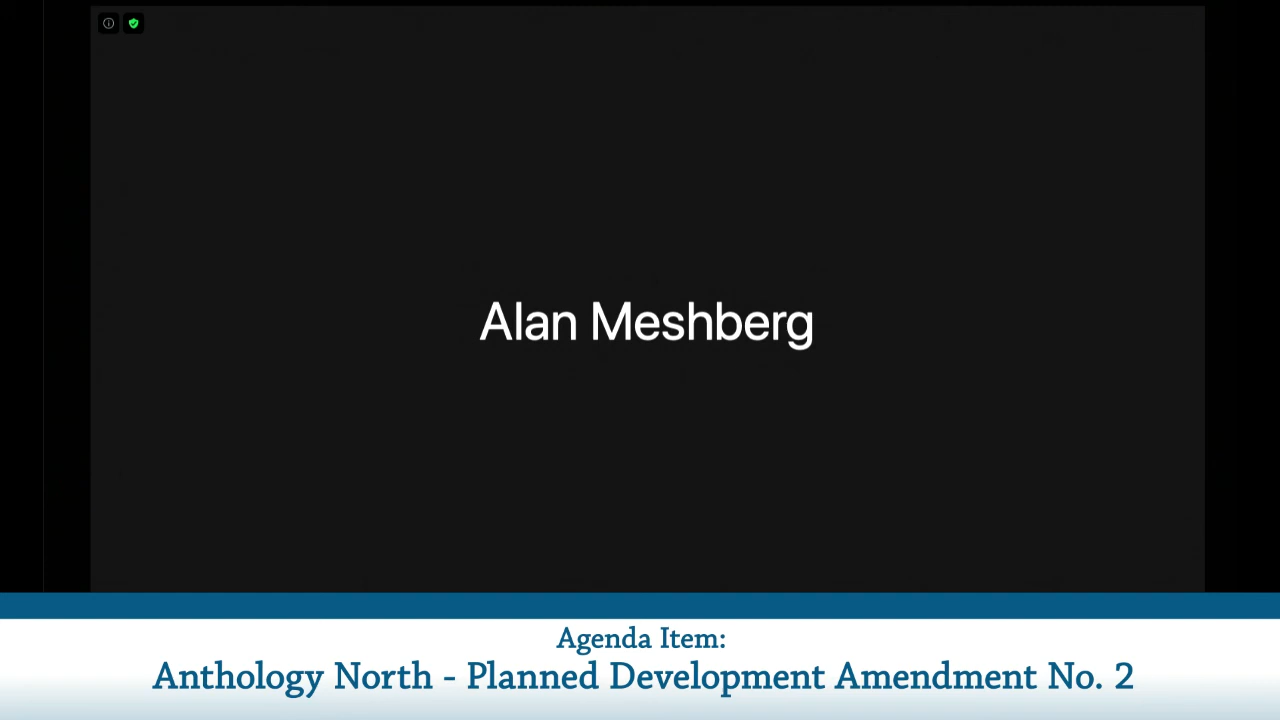 Alan Meshberg
Agenda Item:
Anthology North - Planned Development Amendment No. 2